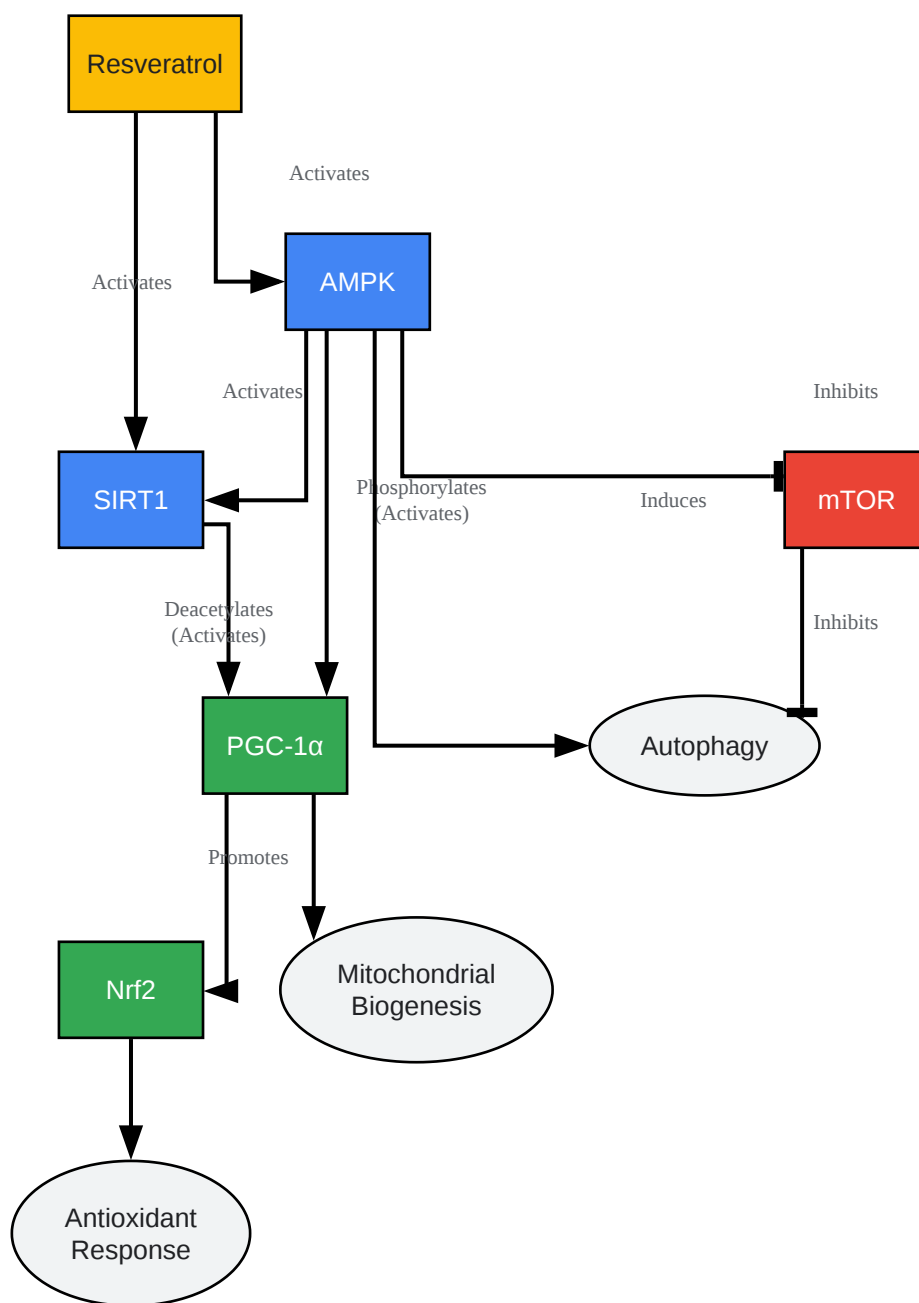 Resveratrol
Activates
Activates
AMPK
Activates
Inhibits
SIRT1
Phosphorylates
(Activates)
Induces
mTOR
Deacetylates
(Activates)
Inhibits
PGC-1α
Autophagy
Promotes
Nrf2
Mitochondrial
Biogenesis
Antioxidant
Response